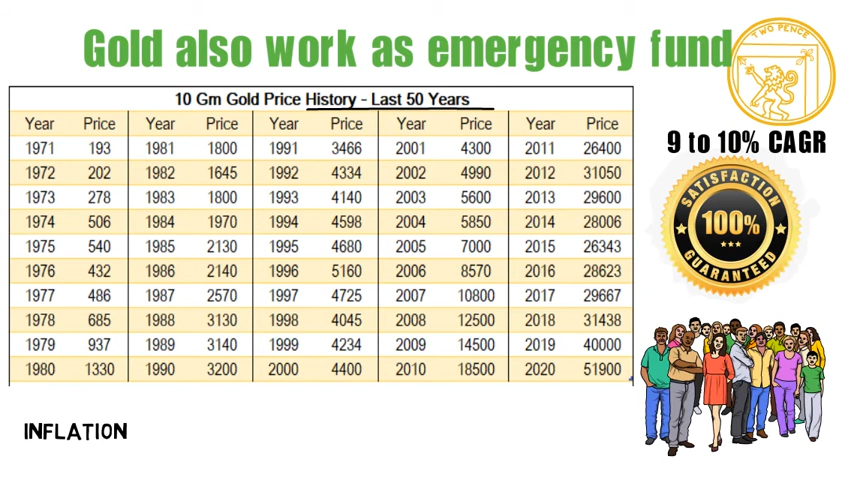 Gold also work as emergency fund
TWO PENCE
10 Gm Gold Price History - Last 50 Years
Year Price Year Price Year Price Year Price Year Price
1971 193 1981 1800 1991 3466 2001 4300 2011 26400
1972 202 1982 1645 1992 4334 2002 4990 2012 31050
1973 278 1983 1800 1993 4140 2003 5600 2013 29600
1974 506 1984 1970 1994 4598 2004 5850 2014 28006
1975 540 1985 2130 1995 4680 2005 7000 2015 26343
1976 432 1986 2140 1996 5160 2006 8570 2016 28623
1977 486 1987 2570 1997 4725 2007 10800 2017 29667
1978 685 1988 3130 1998 4045 2008 12500 2018 31438
1979 937 1989 3140 1999 4234 2009 14500 2019 40000
1980 1330 1990 3200 2000 4400 2010 18500 2020 51900
9 to 10% CAGR
SATISFACTION
100%
GUARANTEED
INFLATION